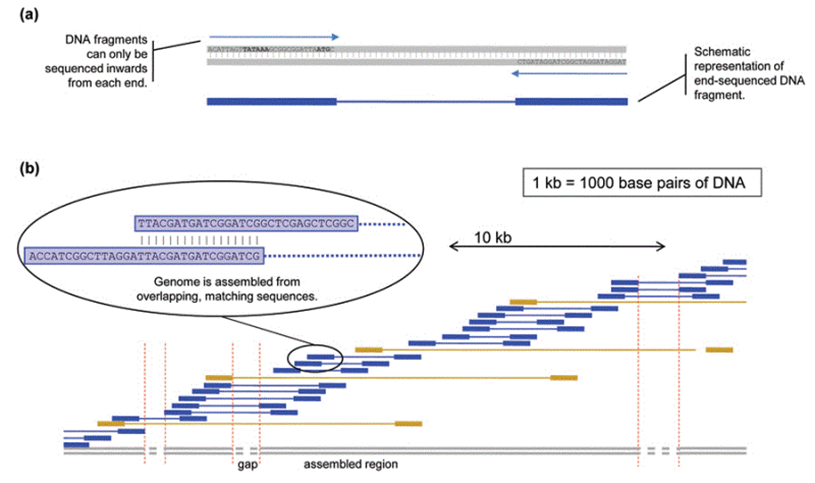 (a)
DNA fragments
can only be
sequenced inwards
from each end.
ACATTAGTTATAAAGCGGCGGATTAATGC
CTGATAGGATCGGCTAGGATAGGAT
Schematic
representation of
end-sequenced DNA
fragment.
(b)
1 kb = 1000 base pairs of DNA
TTACGATGATCGGATCGGCTCGAGCTCGGC
ACCATCGGCTTAGGATTACGATGATCGGATCG
Genome is assembled from
overlapping, matching sequences.
10 kb
gap
assembled region